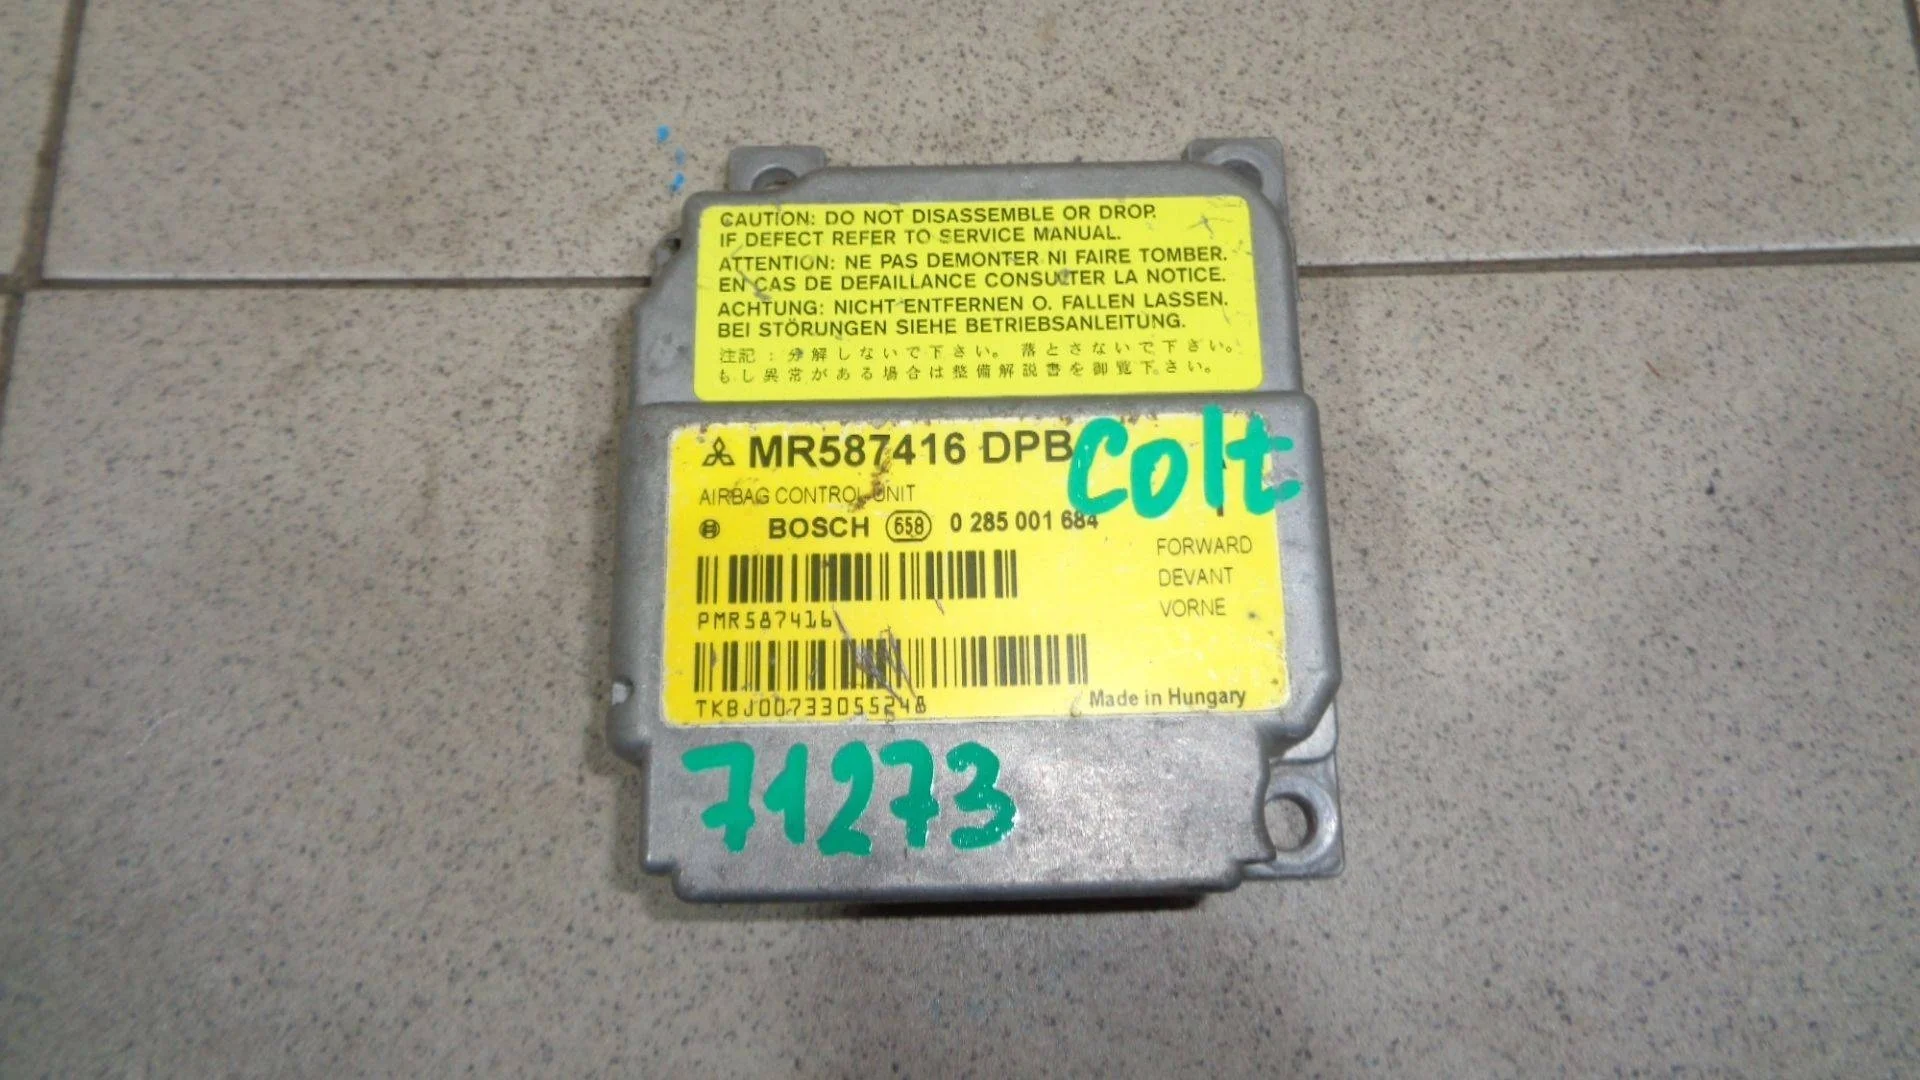 CAUTION: DO NOT DISASSEMBLE OR DROP.
IF DEFECT REFER TO SERVICE MANUAL.
ATTENTION: NE PAS DEMONTER NI FAIRE TOMBER.
EN CAS DE DEFAILLANCE CONSULTER LA NOTICE.
ACHTUNG: NICHT ENTFERNEN O. FALLEN LASSEN.
BEI STÖRUNGEN SIEHE BETRIEBSANLEITUNG.
注記：分解しないで下さい。 落とさないで下さい。
もし異常がある場合は整備解説書を御覧下さい。
MR587416 DPB Colt
AIRBAG CONTROL UNIT
BOSCH 658 0 285 001 684
FORWARD
DEVANT
VORNE
PMR587416
TKBJ00733055248
Made in Hungary
71273